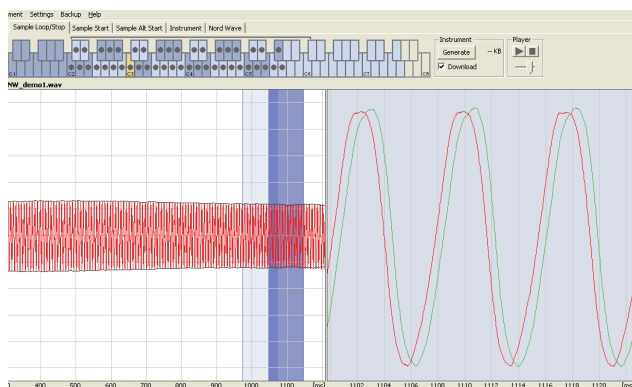 ment Settings Backup Help
Sample Loop/Stop Sample Start Sample Alt Start Instrument Nord Wave
Instrument Player
Generate -- KB
Download
C1 C2 C3 C4 C5 C6 C7 C8
NW_demo1.wav
400 500 600 700 800 900 1000 1100 [ms] 1102 1104 1106 1108 1110 1112 1114 1116 1118 1120 [ms